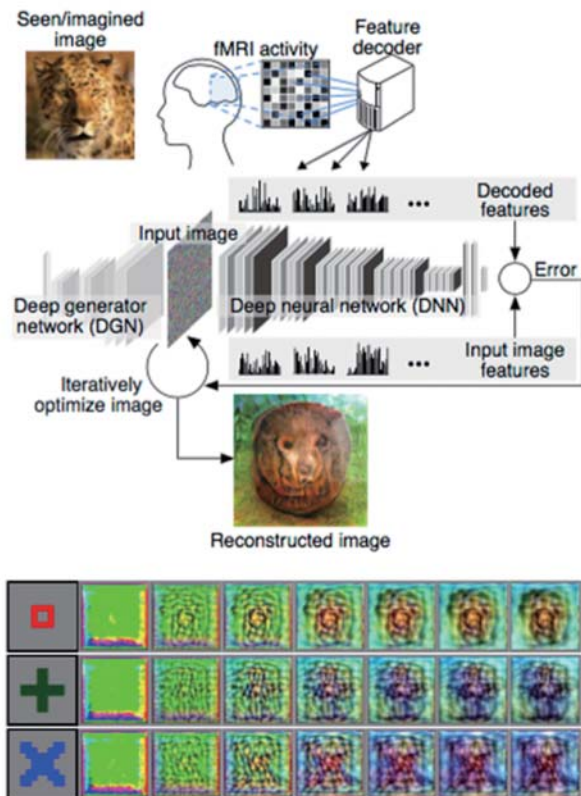 Seen/imagined
image
fMRI activity
Feature
decoder
Decoded
features
Input image
Error
Deep generator
network (DGN)
Deep neural network (DNN)
Input image
features
Iteratively
optimize image
Reconstructed image